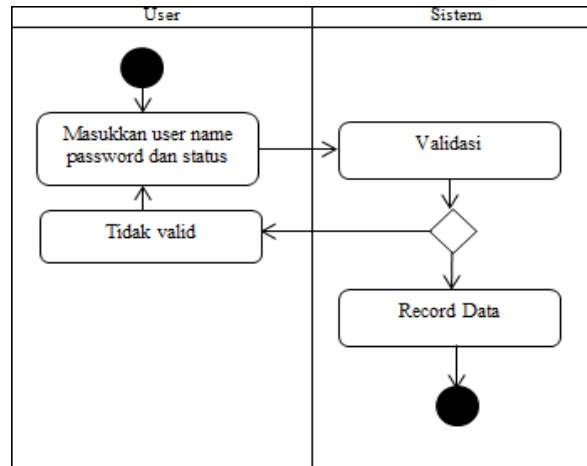 User
Sistem
Masukkan user name
password dan status
Validasi
Tidak valid
Record Data